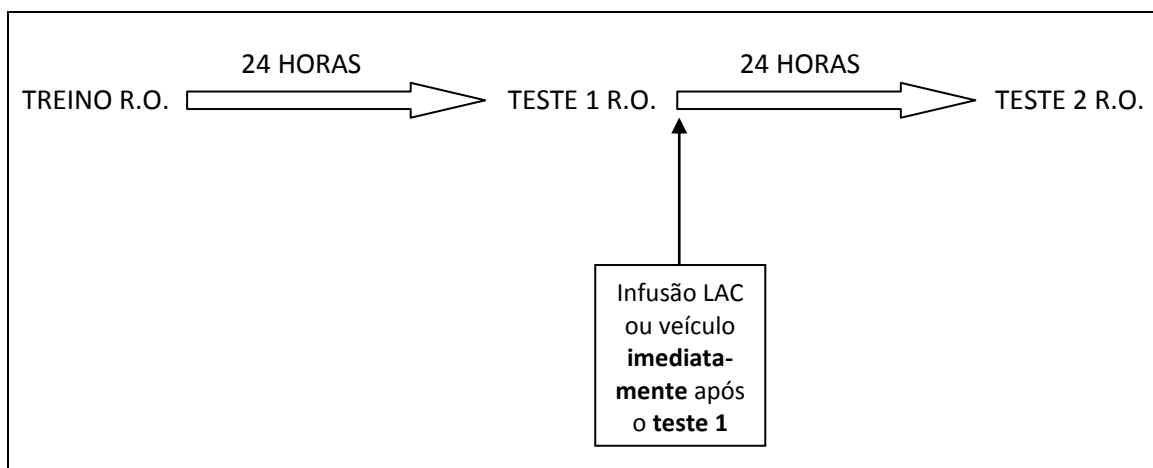 24 HORAS
24 HORAS
TREINO R.O.
TESTE 1 R.O.
TESTE 2 R.O.
Infusão LAC
ou veículo
imediata-
mente após
o teste 1